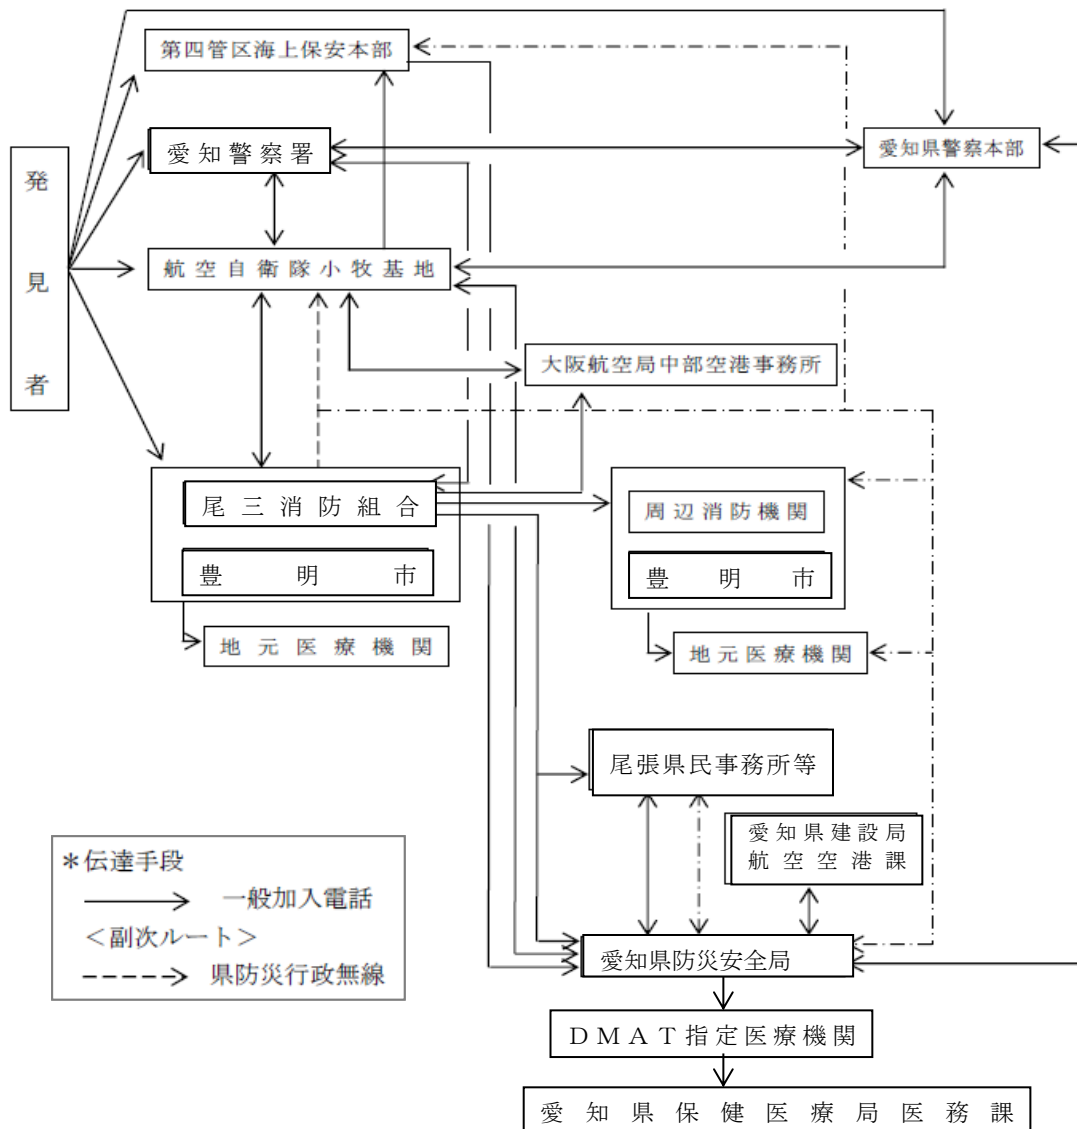 第四管区海上保安本部
愛知警察署
愛知県警察本部
発見者
航空自衛隊小牧基地
大阪航空局中部空港事務所
尾三消防組合
周辺消防機関
豊明市
豊明市
地元医療機関
地元医療機関
尾張県民事務所等
愛知県建設局
航空空港課
＊伝達手段
一般加入電話
＜副次ルート＞
県防災行政無線
愛知県防災安全局
ＤＭＡＴ指定医療機関
愛知県保健医療局医務課